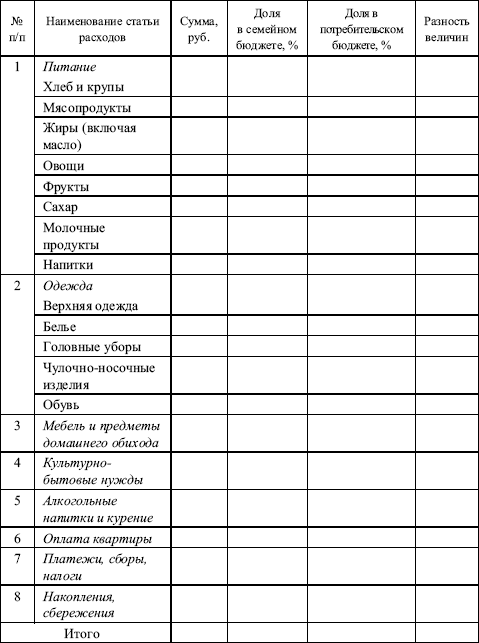 №
п/п
Наименование статьи
расходов
Сумма,
руб.
Доля
в семейном
бюджете, %
Доля в
потребительском
бюджете, %
Разность
величин
1
Питание
Хлеб и крупы
Мясопродукты
Жиры (включая
масло)
Овощи
Фрукты
Сахар
Молочные
продукты
Напитки
2
Одежда
Верхняя одежда
Белье
Головные уборы
Чулочно-носочные
изделия
Обувь
3
Мебель и предметы
домашнего обихода
4
Культурно-
бытовые нужды
5
Алкогольные
напитки и курение
6
Оплата квартиры
7
Платежи, сборы,
налоги
8
Накопления,
сбережения
Итого